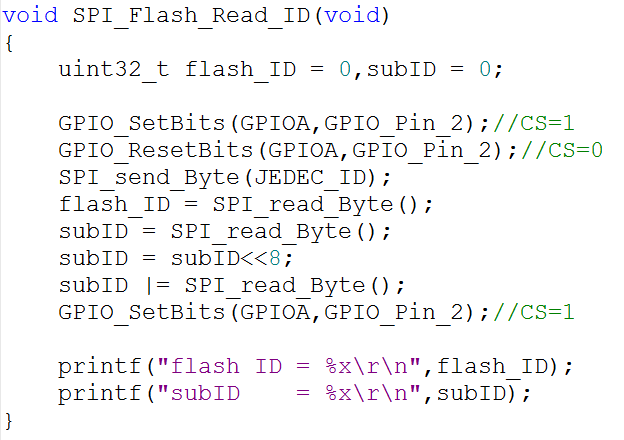 void SPI_Flash_Read_ID(void)
{
    uint32_t flash_ID = 0,subID = 0;

    GPIO_SetBits(GPIOA,GPIO_Pin_2);//CS=1
    GPIO_ResetBits(GPIOA,GPIO_Pin_2);//CS=0
    SPI_send_Byte(JEDEC_ID);
    flash_ID = SPI_read_Byte();
    subID = SPI_read_Byte();
    subID = subID<<8;
    subID |= SPI_read_Byte();
    GPIO_SetBits(GPIOA,GPIO_Pin_2);//CS=1

    printf("flash ID = %x\r\n",flash_ID);
    printf("subID    = %x\r\n",subID);
}